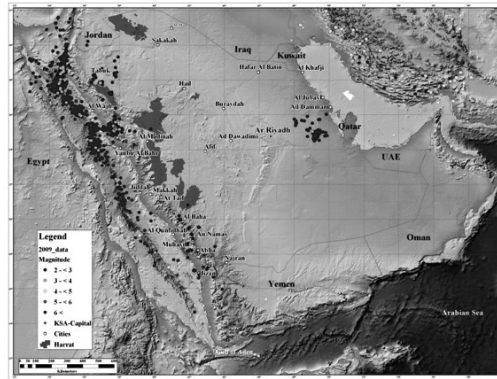 Jordan
Sakakah
Iraq
Kuwait
Hafar Al Batin
Al Khafji
Tabuk
Hail
Al Wajh
Buraydah
Al Jubayl
Ad Dammam
Qatar
Al Madinah
Ad Dawadimi
Ar Riyadh
Egypt
Yanbu Al Bahr
Afif
UAE
Jiddah
Makkah
At Taif
Al Baha
Al Qunfudhah
An Namas
Oman
Muhayil
Abha
Najran
Jizan
Yemen
Arabian Sea
Gulf of Aden
Legend
2009_data
Magnitude
2 - < 3
3 - < 4
4 - < 5
5 - < 6
6 <
KSA-Capital
Cities
Harrat
Kilometers